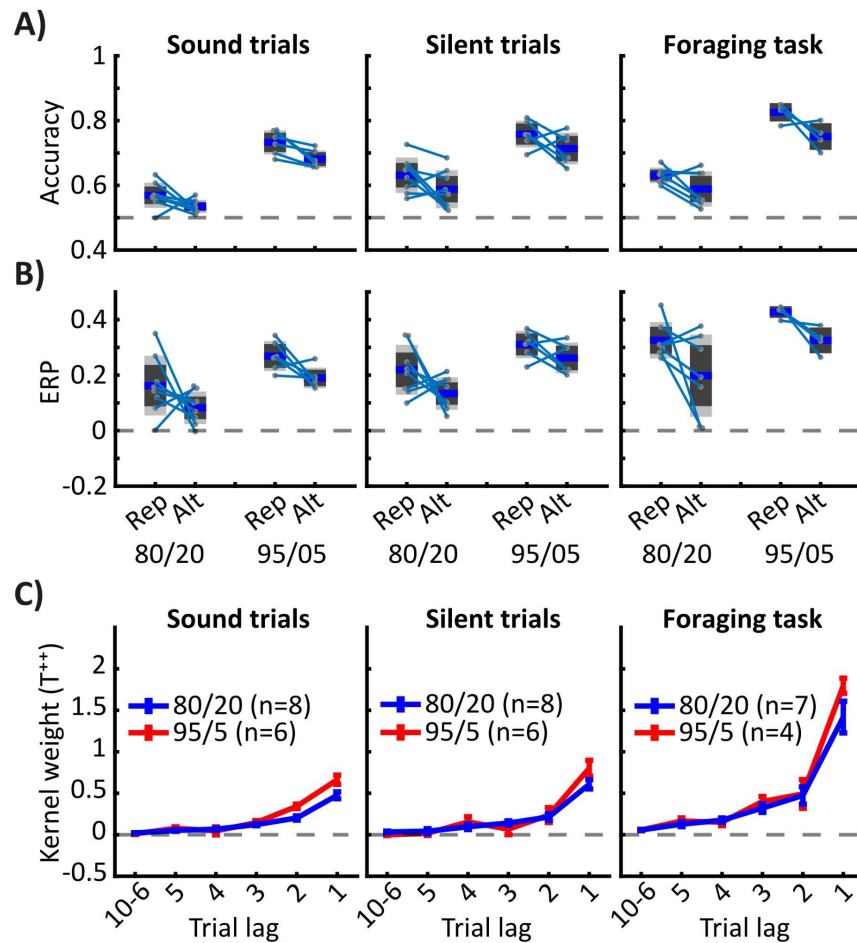 A)
Sound trials Silent trials Foraging task
Accuracy
1
0.8
0.6
0.4
B)
ERP
0.4
0.2
0
-0.2
Rep Alt Rep Alt Rep Alt Rep Alt Rep Alt Rep Alt
80/20 95/05 80/20 95/05 80/20 95/05
C)
Sound trials Silent trials Foraging task
Kernel weight (T++)
2
1.5
1
0.5
0
-0.5
80/20 (n=8) 80/20 (n=8) 80/20 (n=7)
95/5 (n=6) 95/5 (n=6) 95/5 (n=4)
10-6 5 4 3 2 1 10-6 5 4 3 2 1 10-6 5 4 3 2 1
Trial lag Trial lag Trial lag